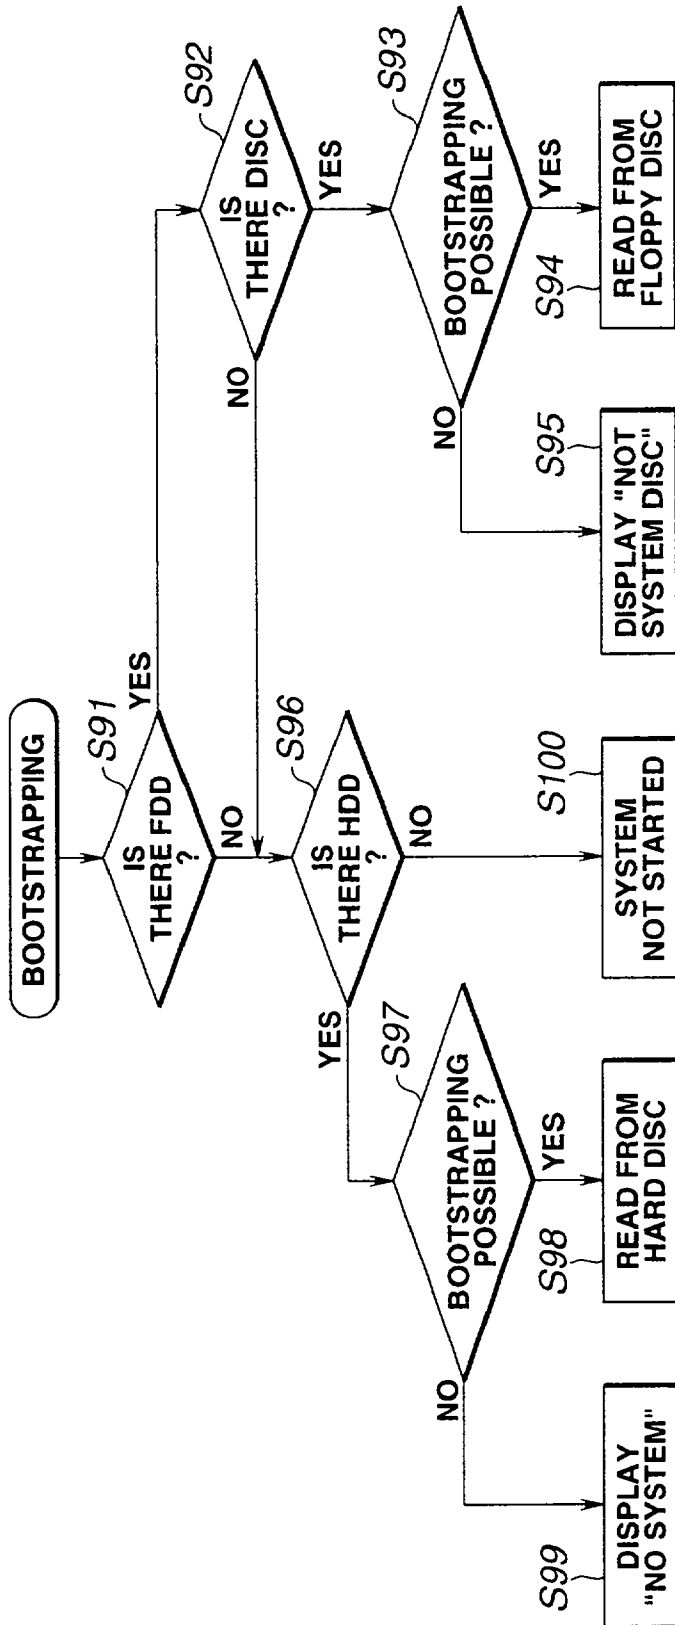 BOOTSTRAPPING
S91
IS
THERE FDD
?
YES
NO
S92
IS
THERE DISC
?
NO
YES
S93
BOOTSTRAPPING
POSSIBLE ?
NO
YES
S94
READ FROM
FLOPPY DISC
S95
DISPLAY "NOT
SYSTEM DISC"
S96
IS
THERE HDD
?
YES
NO
S97
BOOTSTRAPPING
POSSIBLE ?
NO
YES
S98
READ FROM
HARD DISC
S99
DISPLAY
"NO SYSTEM"
S100
SYSTEM
NOT STARTED